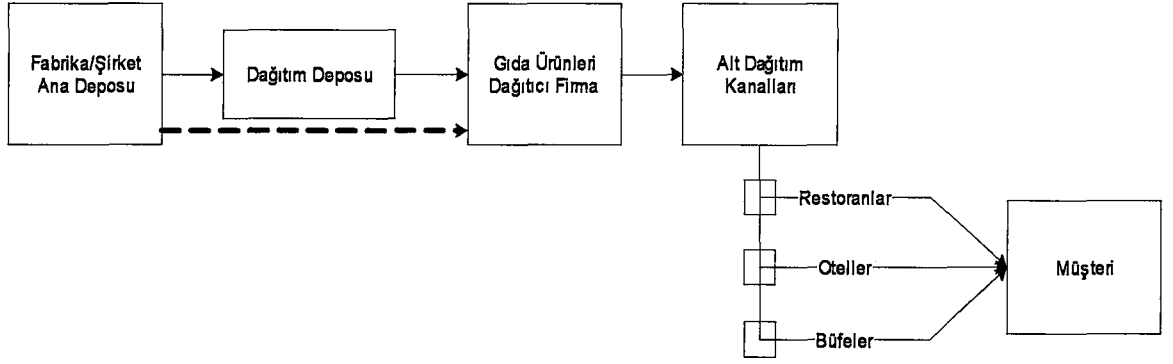 Fabrika/Şirket
Ana Deposu
Dağıtım Deposu
Gıda Ürünleri
Dağıtıcı Firma
Alt Dağıtım
Kanalları
Restoranlar
Oteller
Büfeler
Müşteri